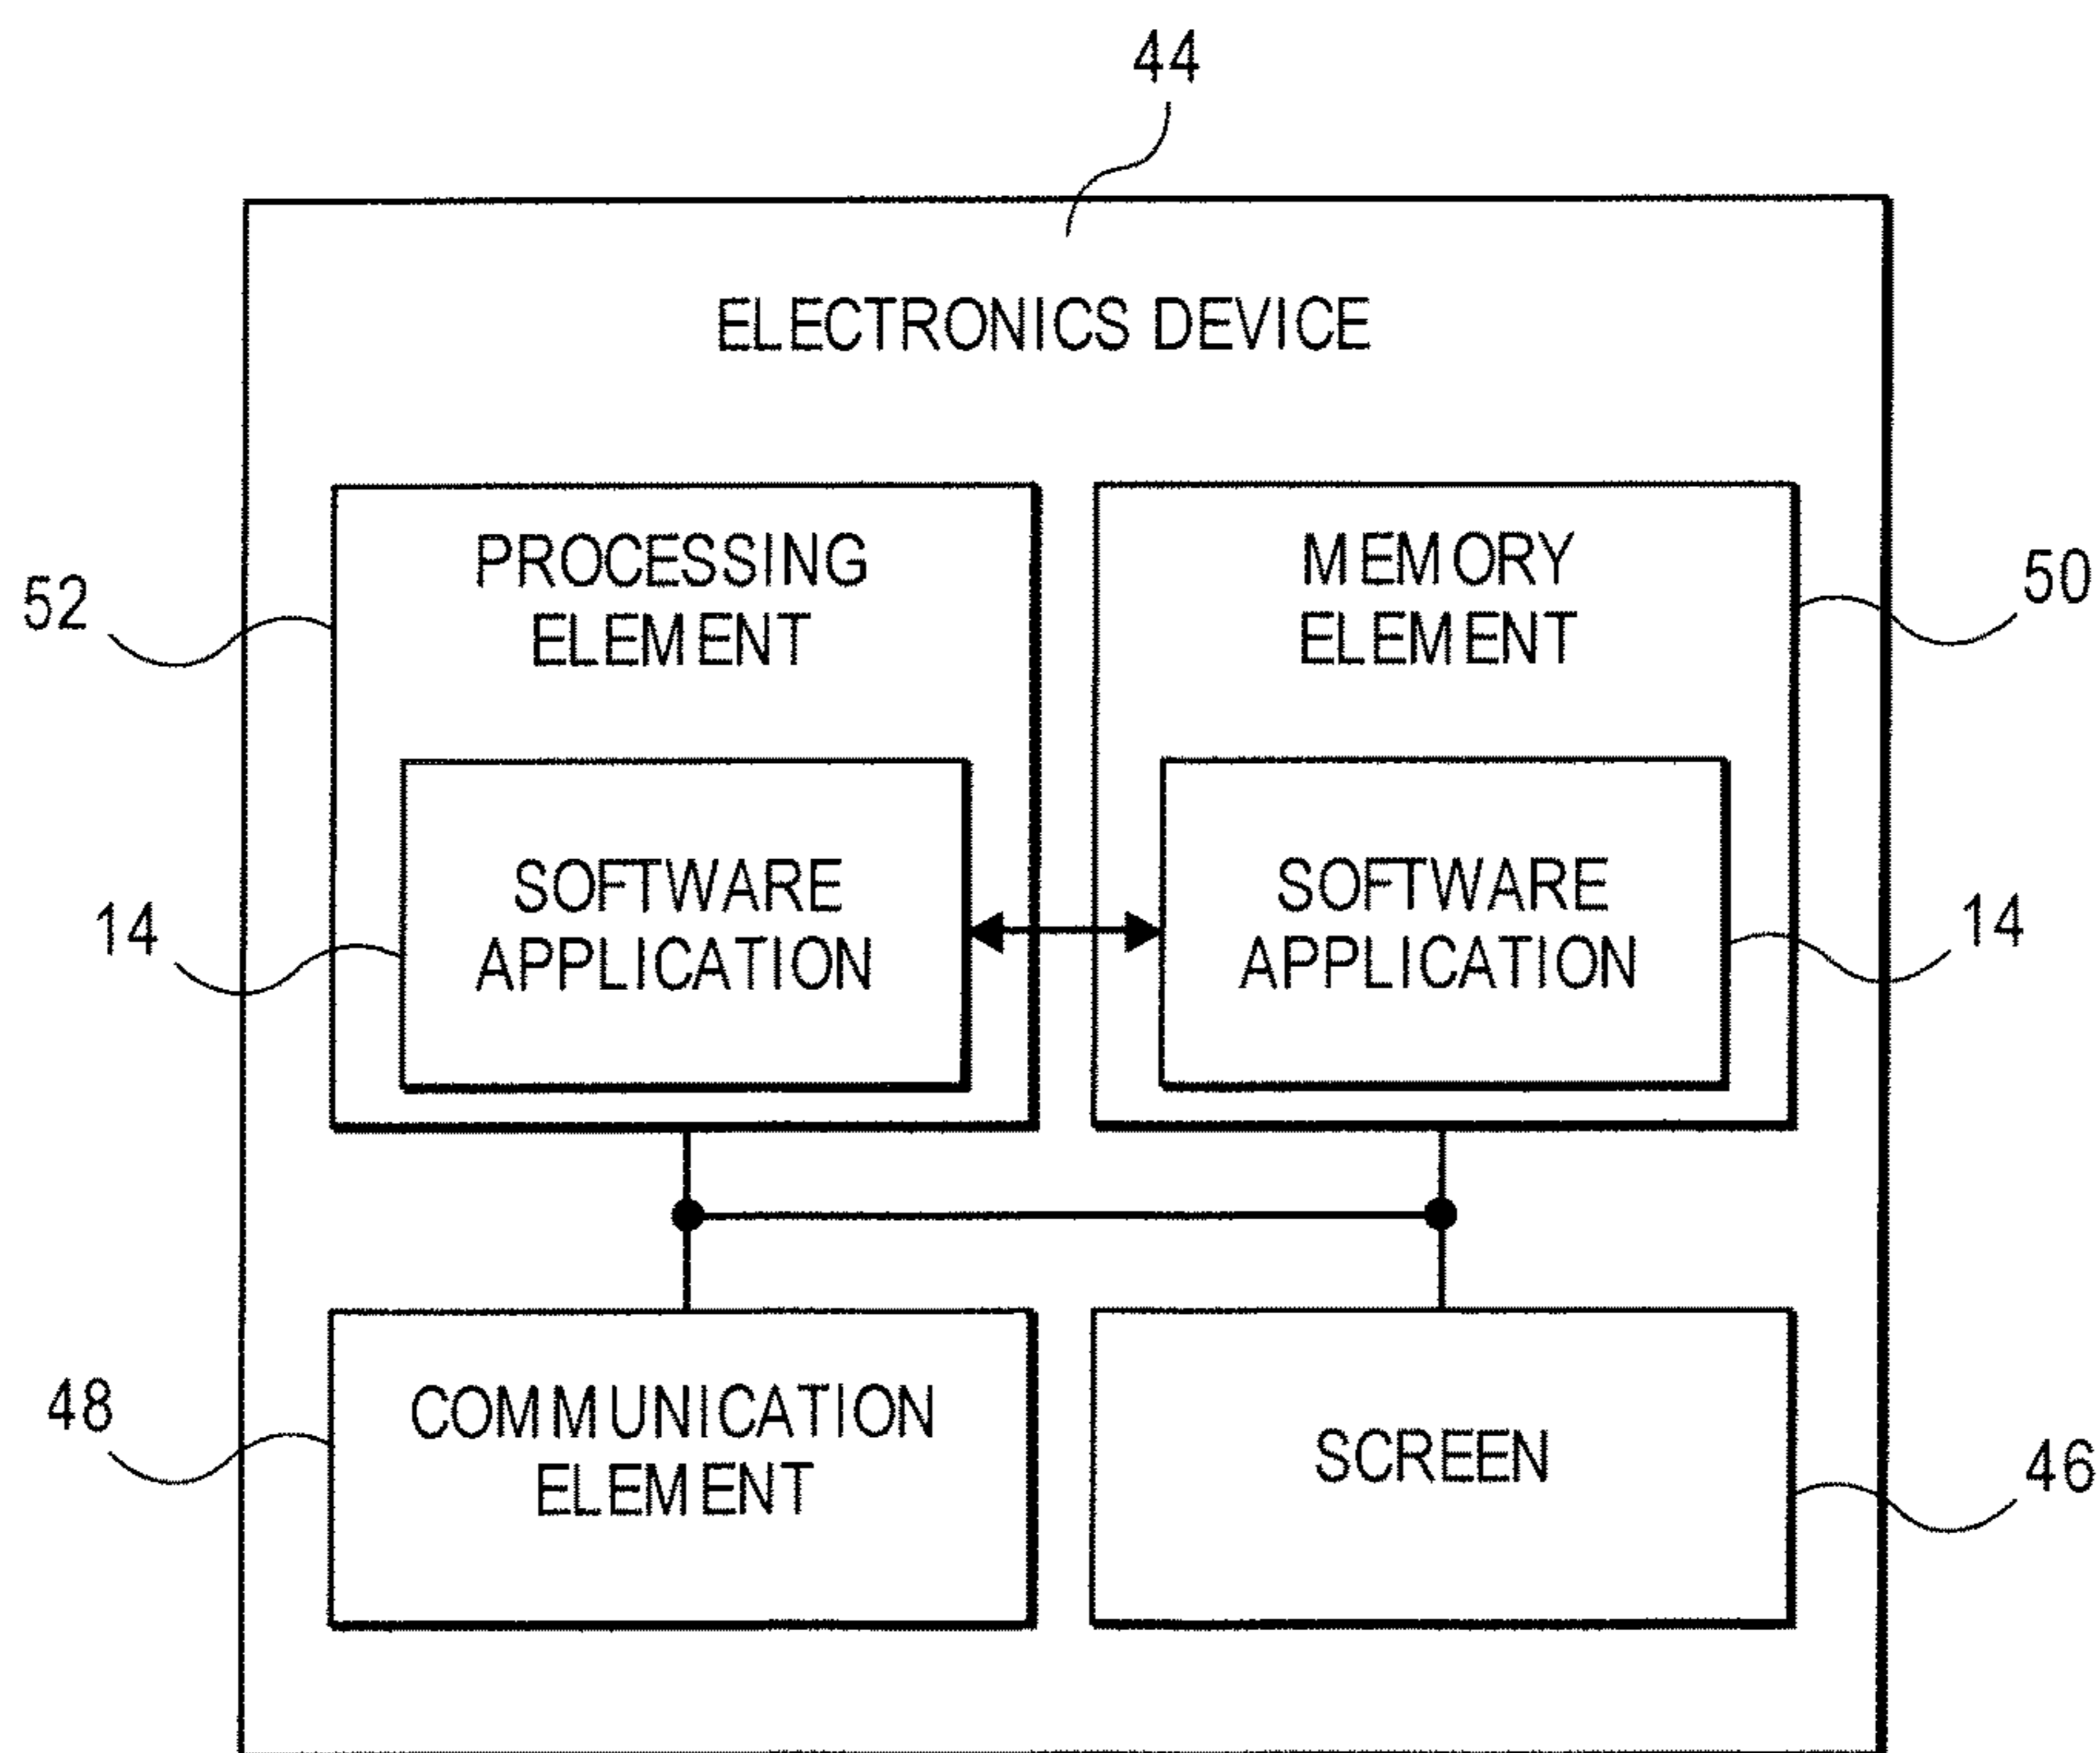 44
ELECTRONICS DEVICE
PROCESSING
ELEMENT
MEMORY
ELEMENT
52
50
SOFTWARE
APPLICATION
SOFTWARE
APPLICATION
14
14
COMMUNICATION
ELEMENT
SCREEN
48
46